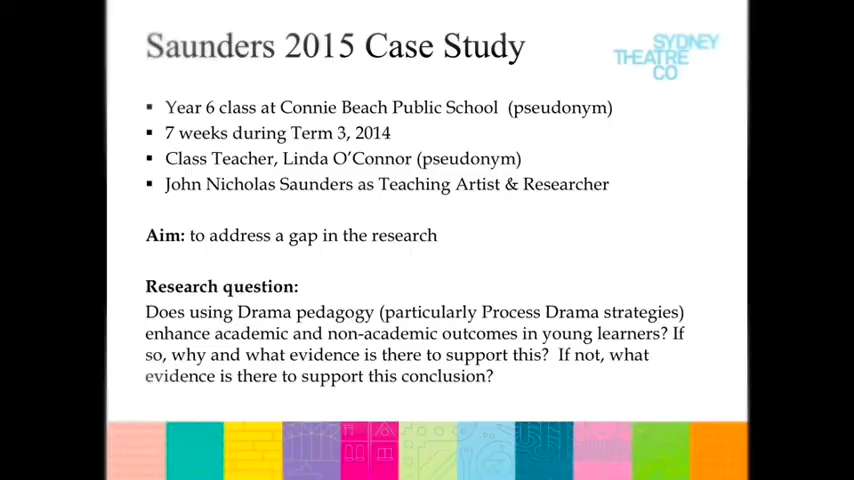 Saunders 2015 Case Study
SYDNEY
THEATRE
CO
▪ Year 6 class at Connie Beach Public School (pseudonym)
▪ 7 weeks during Term 3, 2014
▪ Class Teacher, Linda O’Connor (pseudonym)
▪ John Nicholas Saunders as Teaching Artist & Researcher
Aim: to address a gap in the research
Research question:
Does using Drama pedagogy (particularly Process Drama strategies)
enhance academic and non-academic outcomes in young learners? If
so, why and what evidence is there to support this? If not, what
evidence is there to support this conclusion?